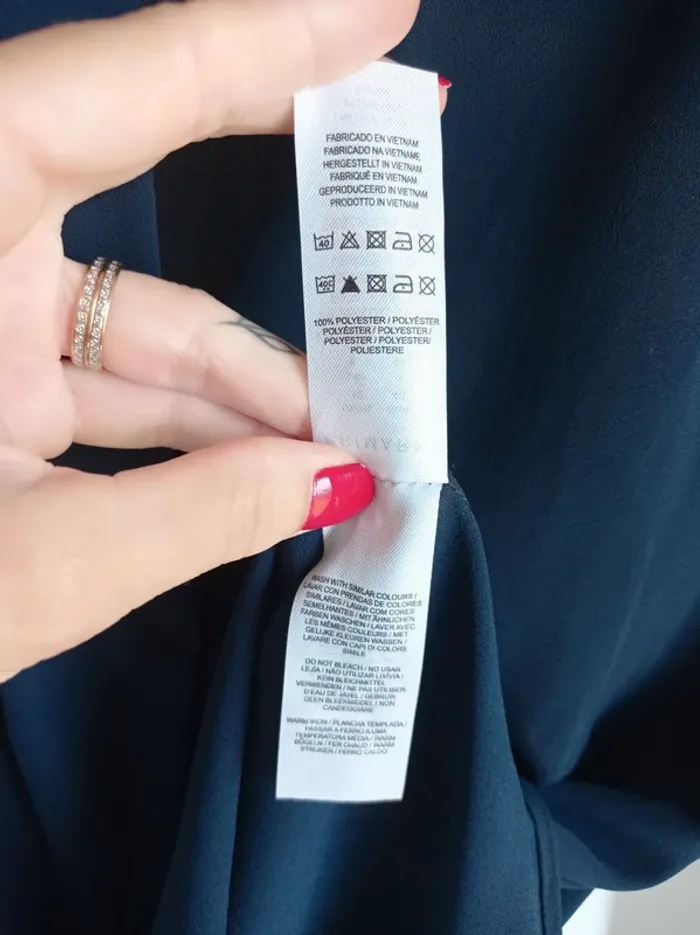 FABRICADO EN VIETNAM
FABRICADO NA VIETNAME
HERGESTELLT IN VIETNAM
FABRIQUÉ EN VIETNAM
GEPRODUCEERD IN VIETNAM
PRODOTTO IN VIETNAM
40
40C
100% POLYESTER / POLYÉSTER
POLYÉSTER / POLYESTER /
POLYESTER / POLYESTER/
POLIESTERE
WASH WITH SIMILAR COLOURS /
LAVAR CON PRENDAS DE COLORES
SIMILARES / LAVAR COM CORES
SEMELHANTES / MIT ÄHNLICHEN
FARBEN WASCHEN / LAVER AVEC
LES MÊMES COULEURS / MET
GELIJKE KLEUREN WASSEN /
LAVARE CON CAPI DI COLORE
SIMILE
DO NOT BLEACH / NO USAR
LEJÍA / NÃO UTILIZAR LIXÍVIA /
KEIN BLEICHMITTEL
VERWENDEN / NE PAS UTILISER
D'EAU DE JAVEL / GEBRUIK
GEEN BLEEKMIDDEL / NON
CANDEGGIARE
WARM IRON / PLANCHA TEMPLADA /
PASSAR A FERRO A UMA
TEMPERATURA MÉDIA / WARM
BÜGELN / FER CHAUD / WARM
STRIJKEN / FERRO CALDO